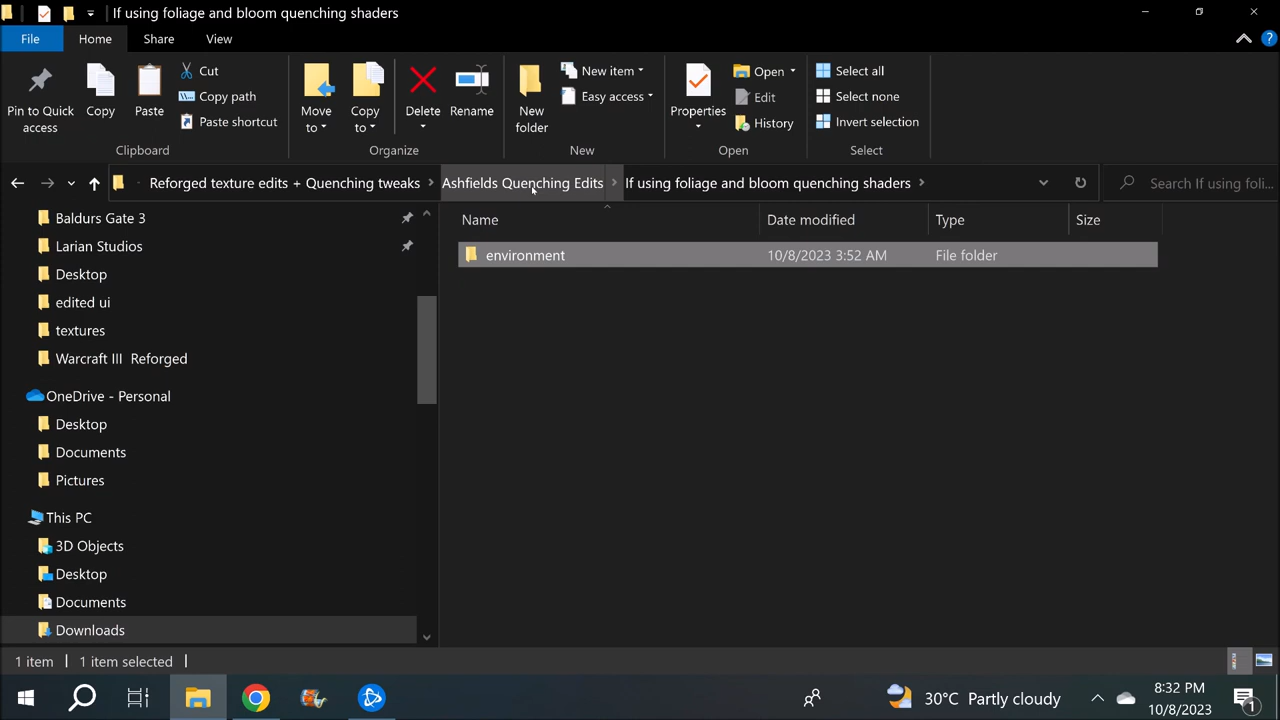 If using foliage and bloom quenching shaders
File
Home
Share
View
Pin to Quick access
Copy
Paste
Cut
Copy path
Paste shortcut
Clipboard
Move to
Copy to
Delete
Rename
Organize
New folder
New item
Easy access
New
Properties
Open
Edit
History
Open
Select all
Select none
Invert selection
Select
Reforged texture edits + Quenching tweaks
Ashfields Quenching Edits
If using foliage and bloom quenching shaders
Search If using foli...
Name
Date modified
Type
Size
environment
10/8/2023 3:52 AM
File folder
Baldurs Gate 3
Larian Studios
Desktop
edited ui
textures
Warcraft III Reforged
OneDrive - Personal
Desktop
Documents
Pictures
This PC
3D Objects
Desktop
Documents
Downloads
1 item
1 item selected
30°C Partly cloudy
8:32 PM
10/8/2023
1